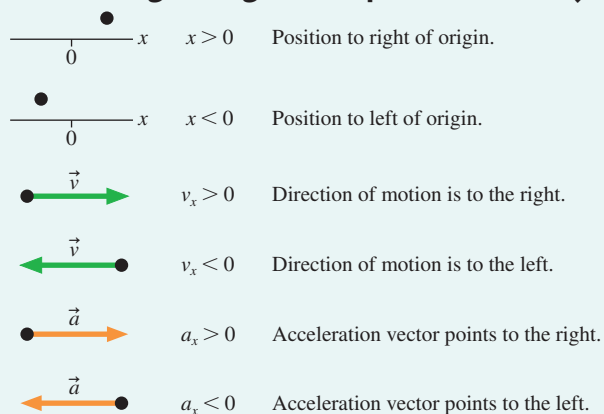 x x > 0 Position to right of origin.
0
x x < 0 Position to left of origin.
0
v⃗
vₓ > 0 Direction of motion is to the right.
v⃗
vₓ < 0 Direction of motion is to the left.
a⃗
aₓ > 0 Acceleration vector points to the right.
a⃗
aₓ < 0 Acceleration vector points to the left.